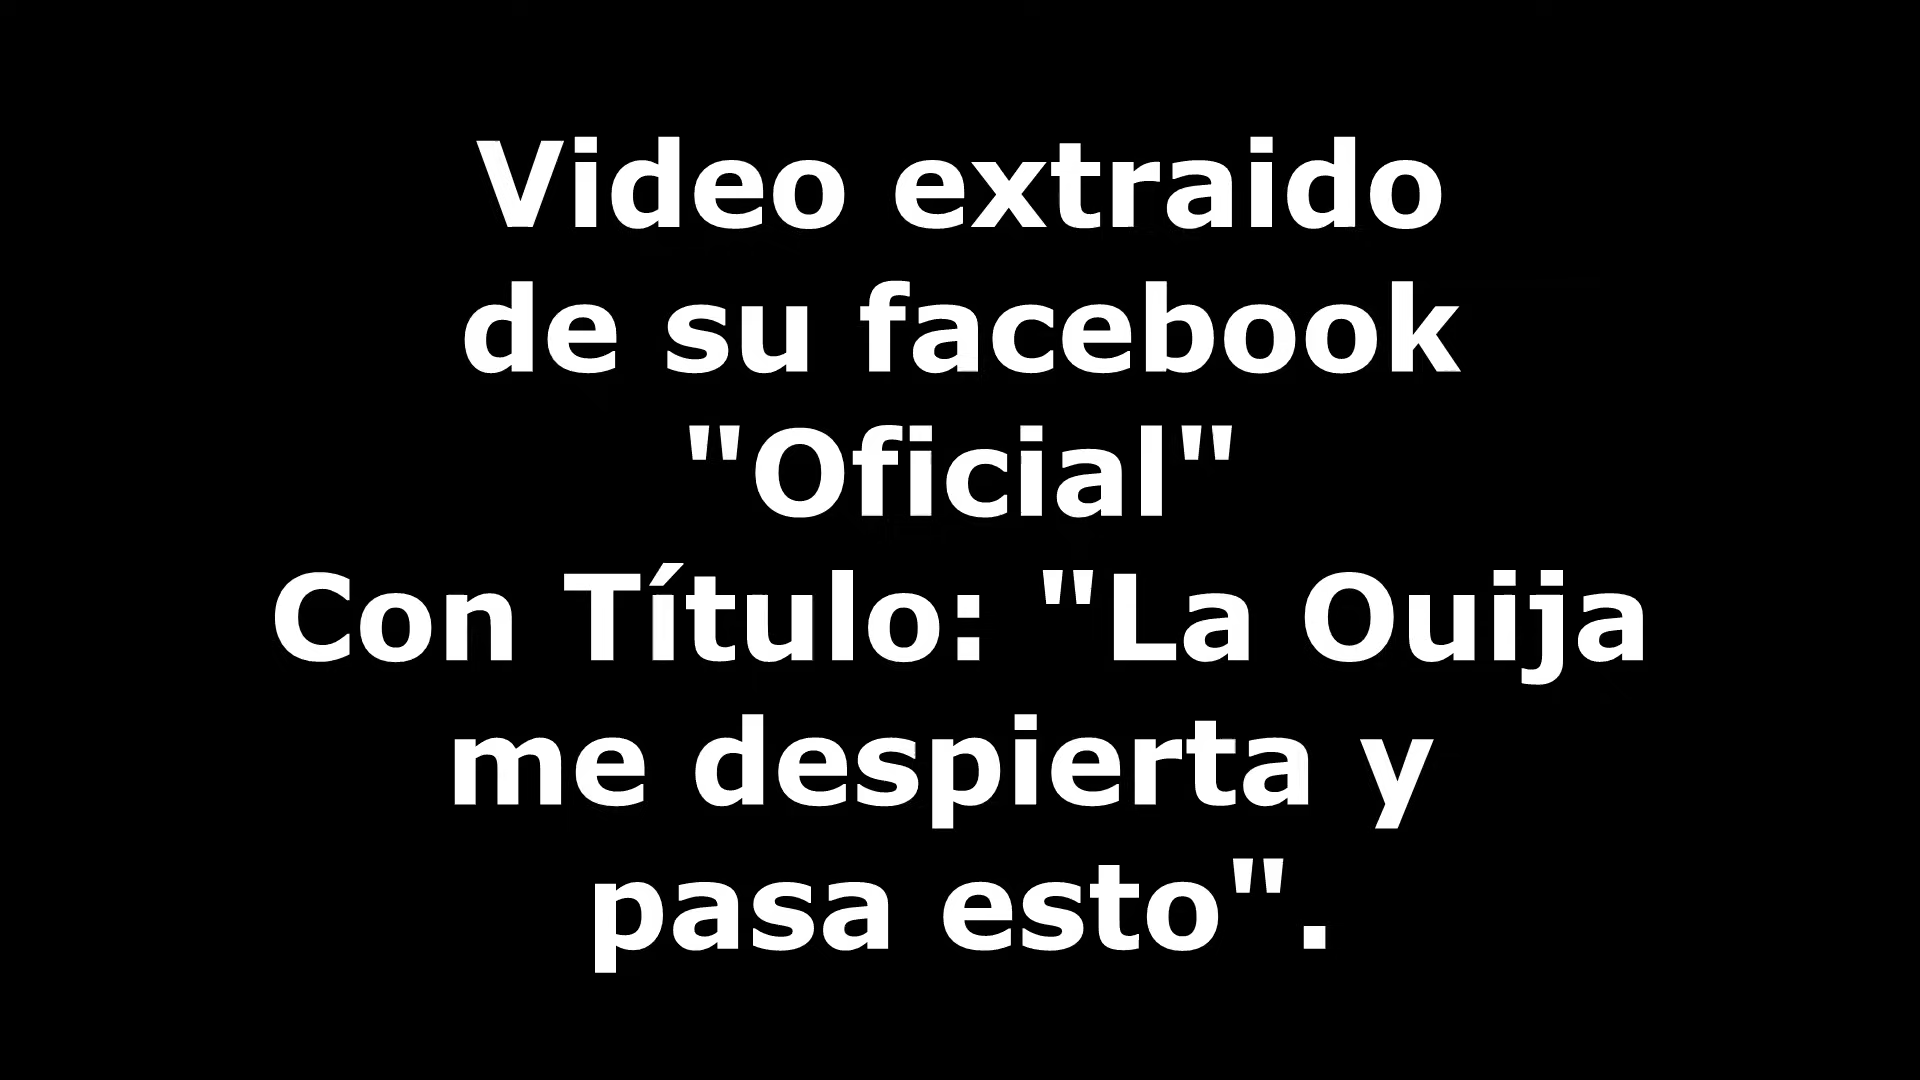 Video extraido
de su facebook
"Oficial"
Con Título: "La Ouija
me despierta y
pasa esto".